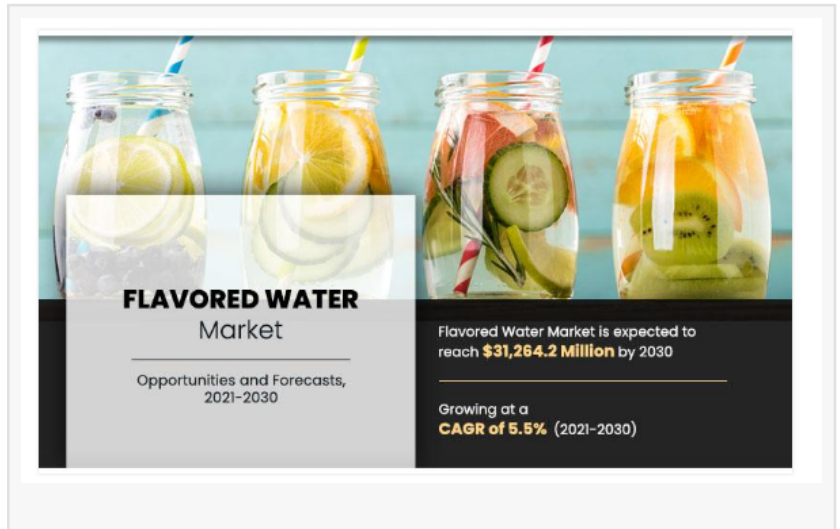 FLAVORED WATER
Market
Opportunities and Forecasts,
2021-2030
Flavored Water Market is expected to
reach $31,264.2 Million by 2030
Growing at a
CAGR of 5.5% (2021-2030)